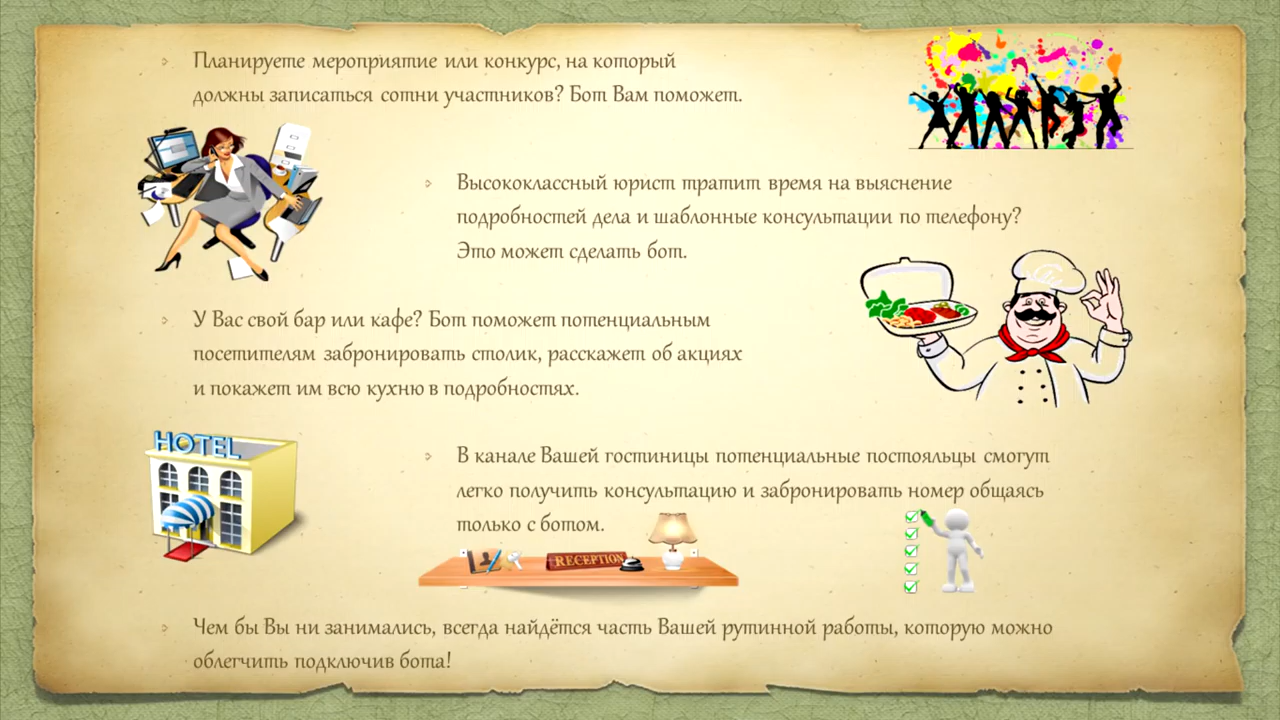 Планируете мероприятие или конкурс, на который
должны записаться сотни участников? Бот Вам поможет.
Высококлассный юрист тратит время на выяснение
подробностей дела и шаблонные консультации по телефону?
Это может сделать бот.
У Вас свой бар или кафе? Бот поможет потенциальным
посетителям забронировать столик, расскажет об акциях
и покажет им всю кухню в подробностях.
HOTEL
В канале Вашей гостиницы потенциальные постояльцы смогут
легко получить консультацию и забронировать номер общаясь
только с ботом.
RECEPTION
Чем бы Вы ни занимались, всегда найдётся часть Вашей рутинной работы, которую можно
облегчить подключив бота!